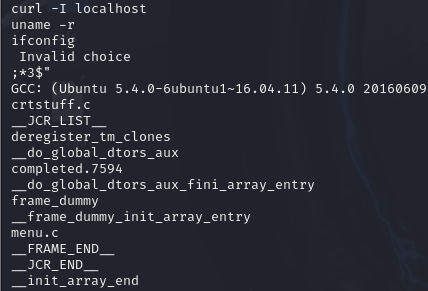 curl -I localhost
uname -r
ifconfig
 Invalid choice
;*3$"
GCC: (Ubuntu 5.4.0-6ubuntu1~16.04.11) 5.4.0 20160609
crtstuff.c
__JCR_LIST__
deregister_tm_clones
__do_global_dtors_aux
completed.7594
__do_global_dtors_aux_fini_array_entry
frame_dummy
__frame_dummy_init_array_entry
menu.c
__FRAME_END__
__JCR_END__
__init_array_end